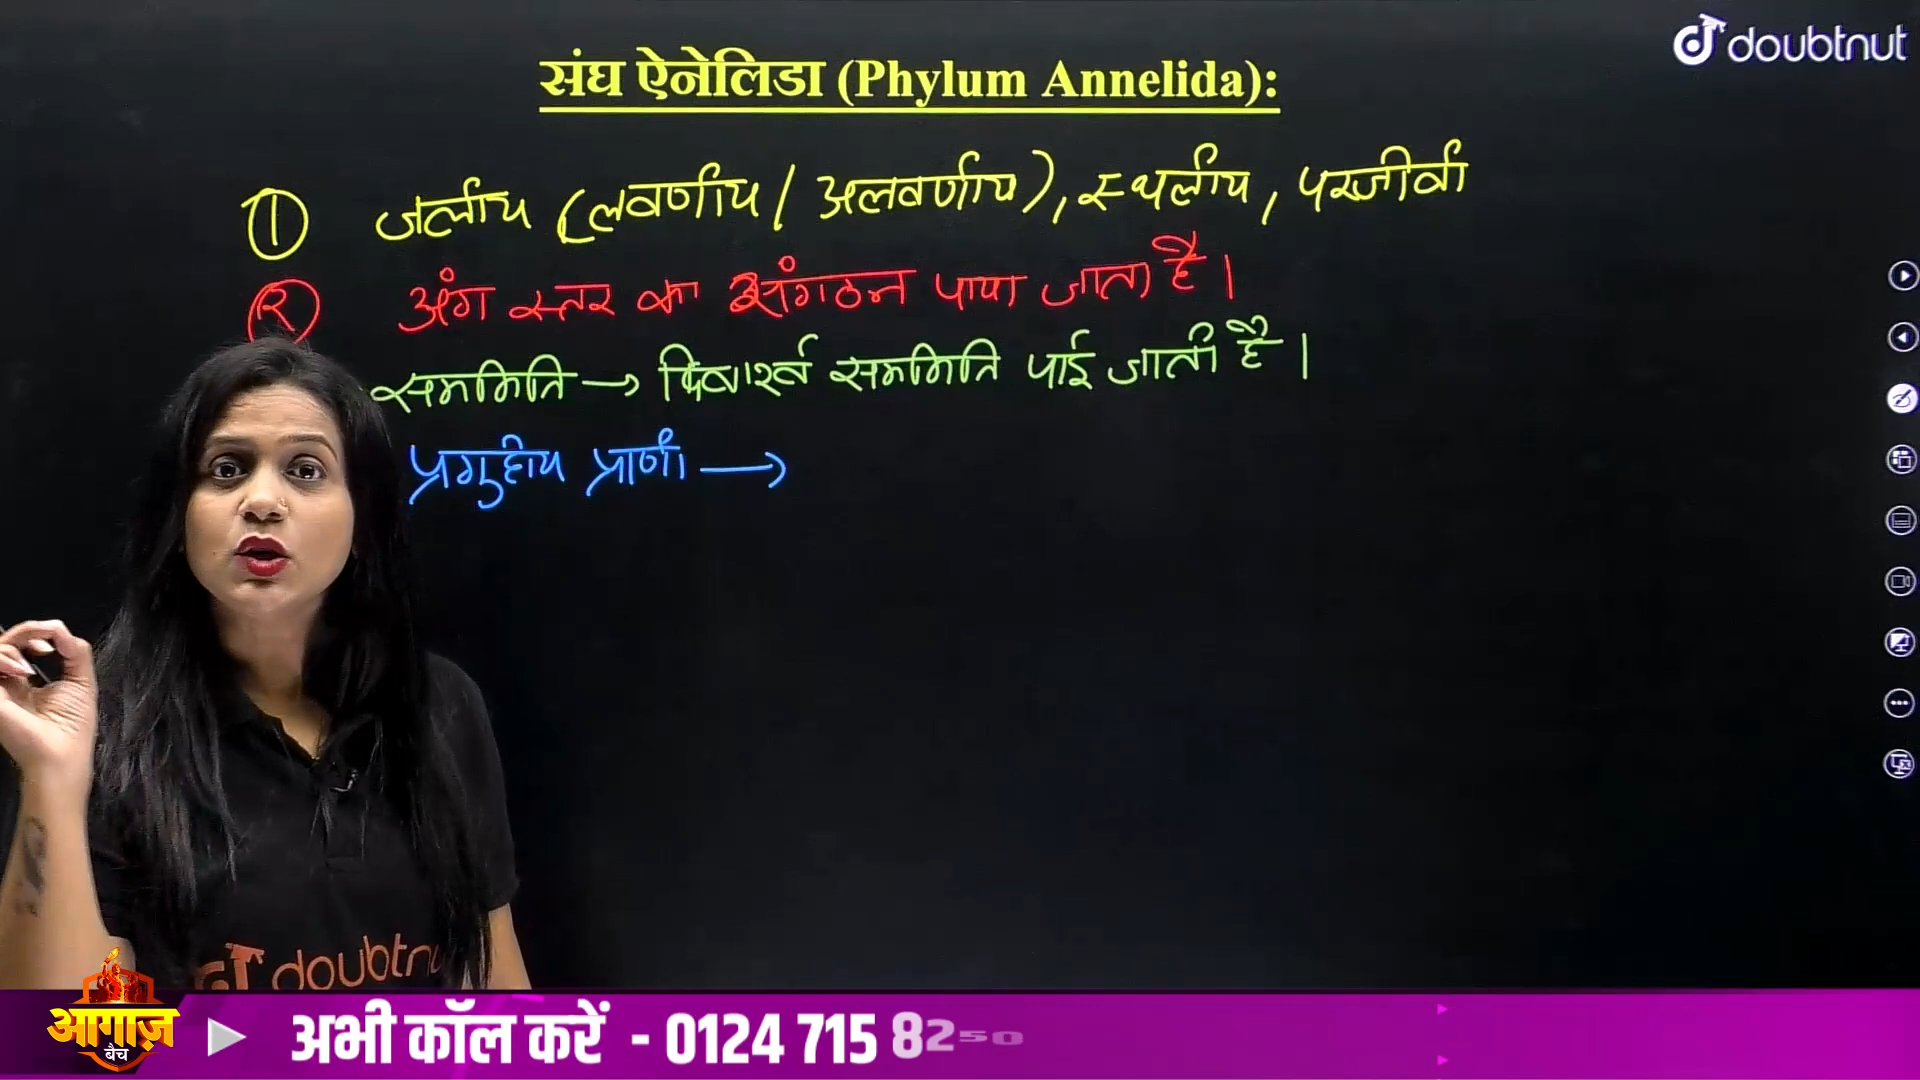 doubtnut
संघ ऐनेलिडा (Phylum Annelida):
① जलीय (लवणीय / अलवणीय), स्थलीय, परजीवी
② अंग स्तर का संगठन पाया जाता है।
सममिति → द्विपार्श्व सममिति पाई जाती है।
प्रगुहीय प्राणी →
doubtnut
आगाज़
बैच
अभी कॉल करें - 0124 715 8250